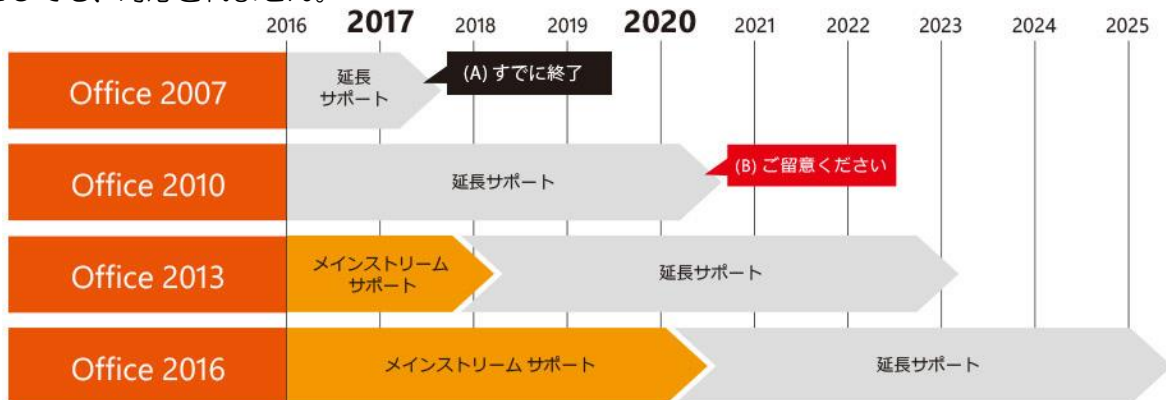 2016 2017 2018 2019 2020 2021 2022 2023 2024 2025
Office 2007
延長
サポート
(A) すでに終了
Office 2010
延長サポート
(B) ご留意ください
Office 2013
メインストリーム
サポート
延長サポート
Office 2016
メインストリーム サポート
延長サポート